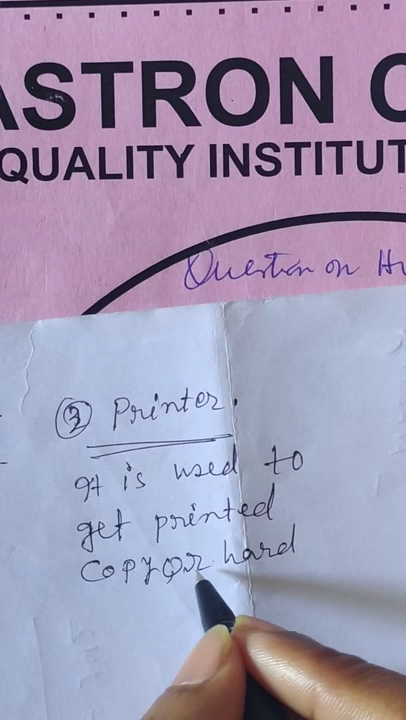 ASTRON C
QUALITY INSTITUT
Question on H
② Printer.
It is used to
get printed
copy or hard